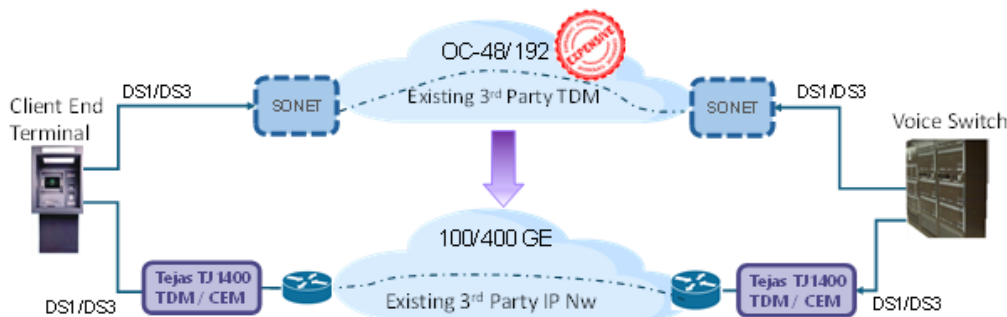 OC-48/192
EXPENSIVE
DS1/DS3
SONET
Existing 3rd Party TDM
SONET
DS1/DS3
Client End
Terminal
Voice Switch
100/400 GE
Tejas TJ1400
TDM / CEM
Existing 3rd Party IP Nw
Tejas TJ1400
TDM / CEM
DS1/DS3
DS1/DS3